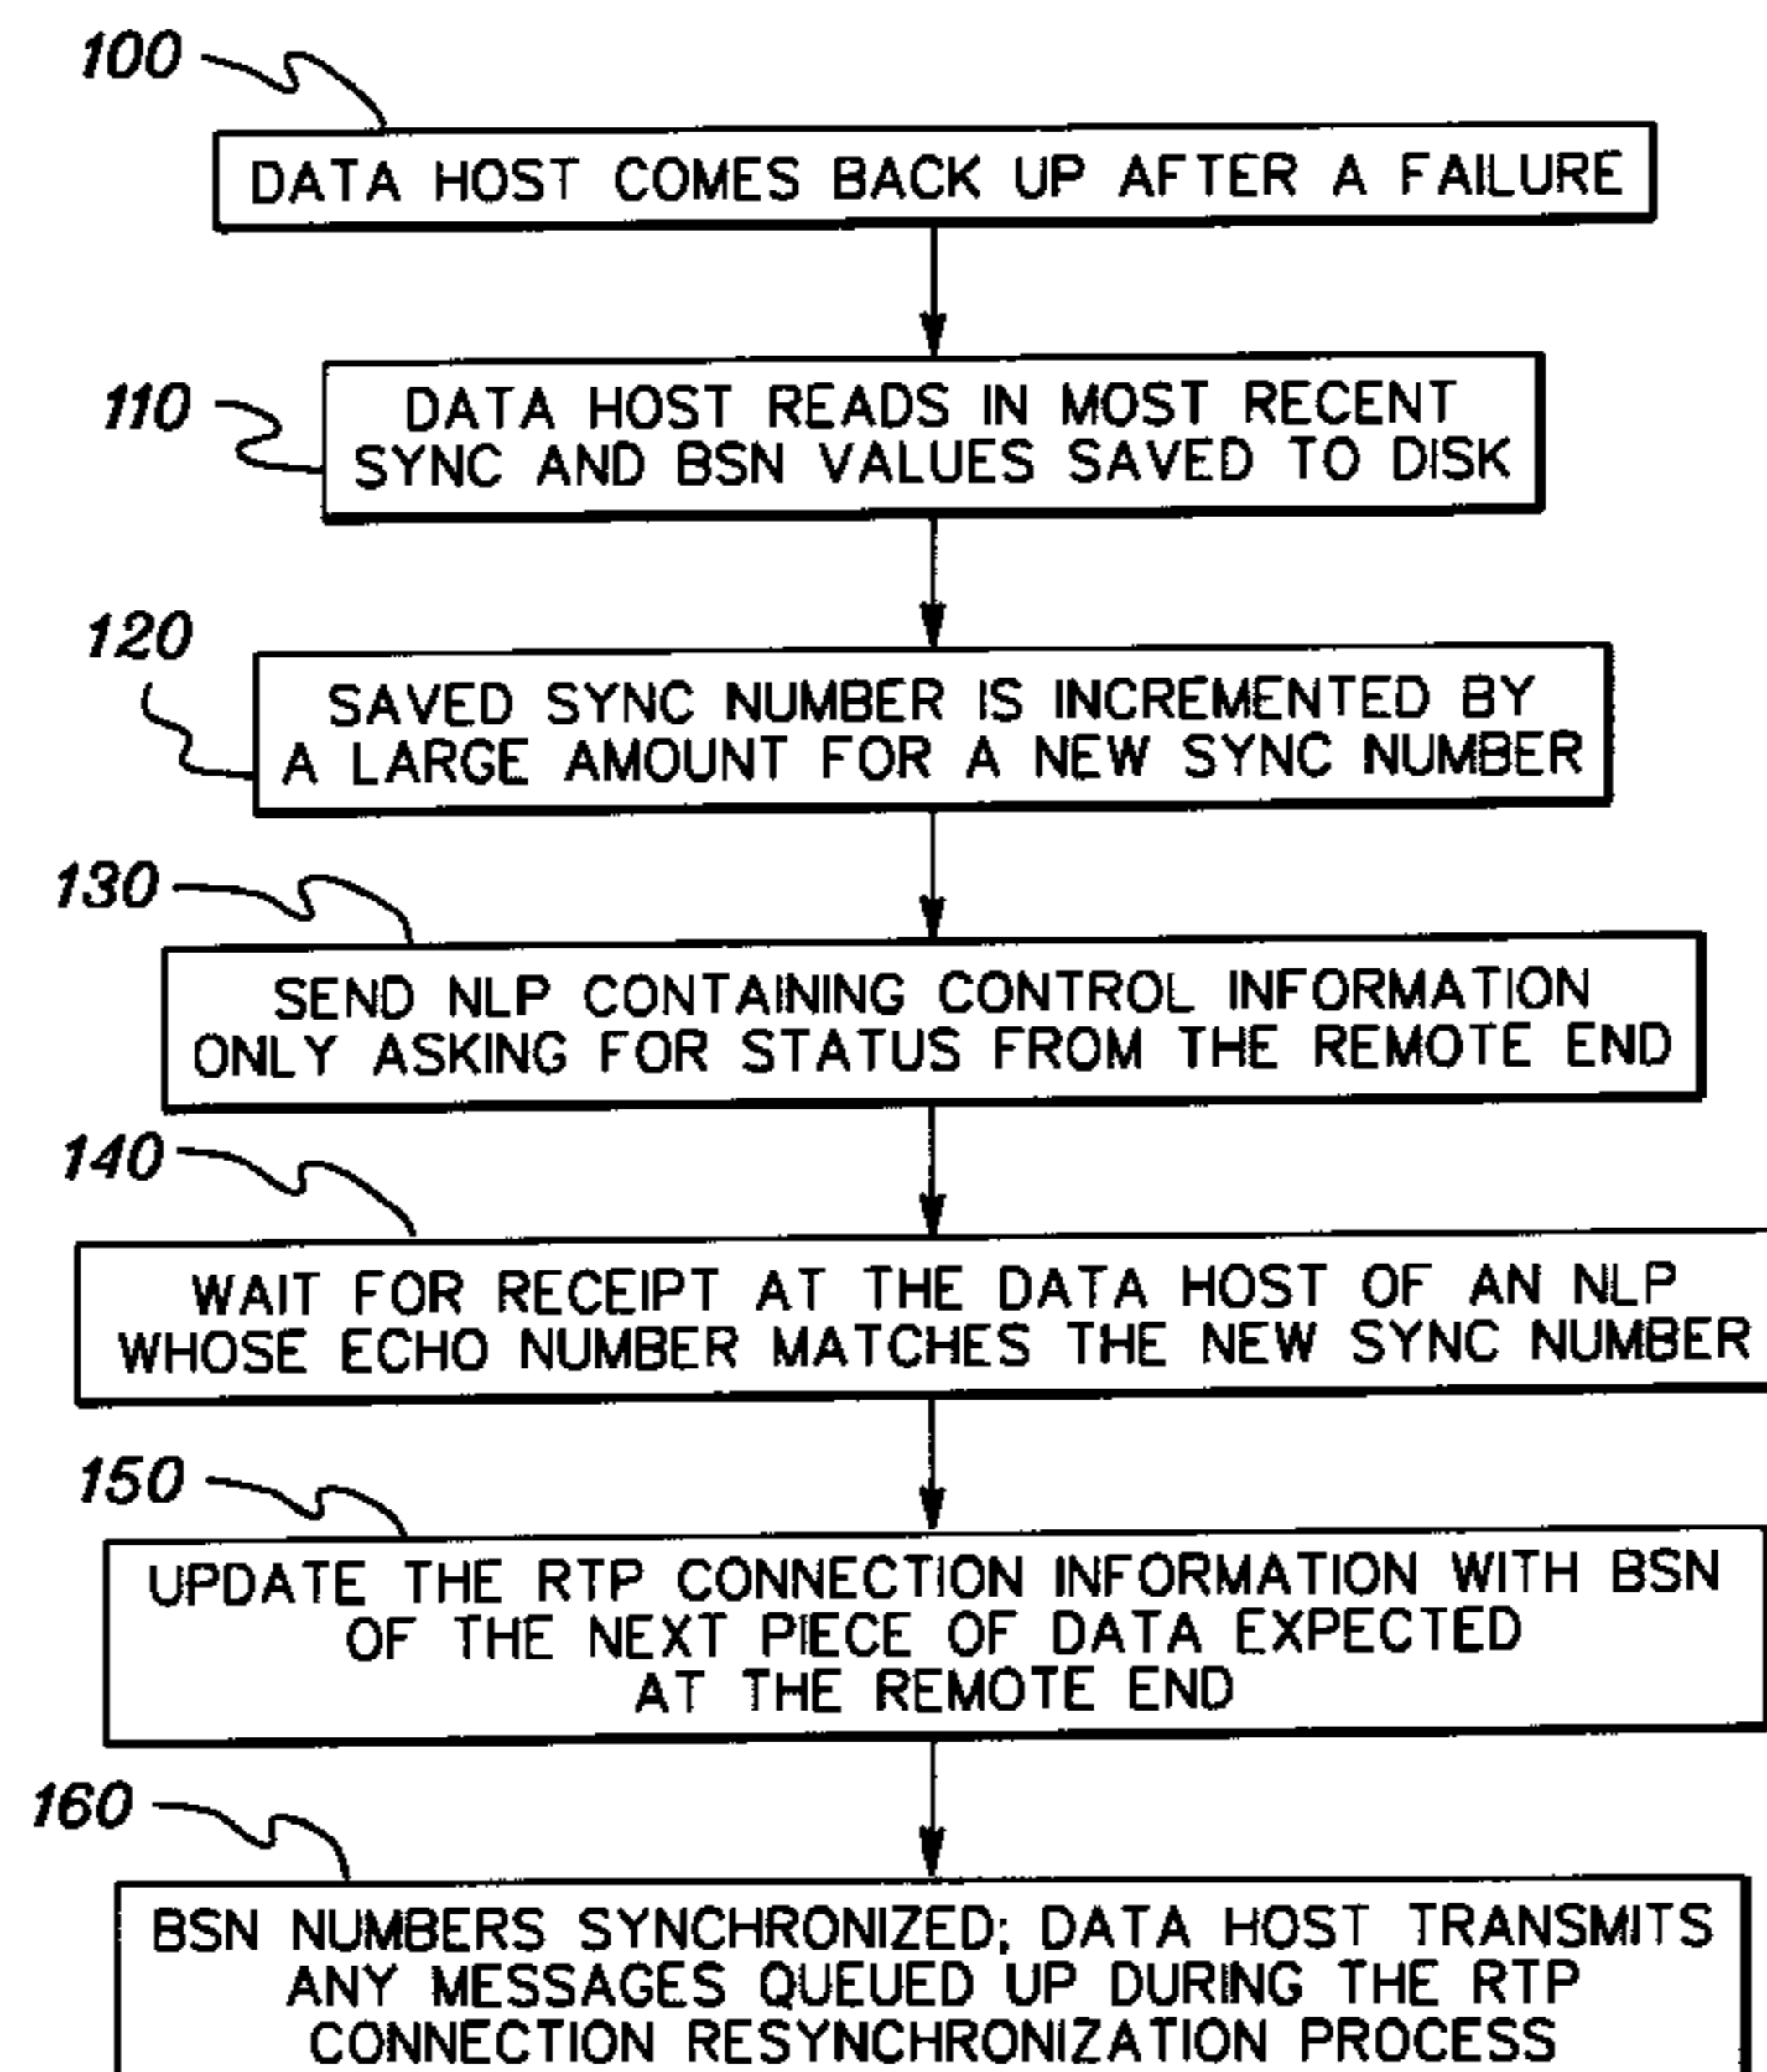 100
DATA HOST COMES BACK UP AFTER A FAILURE
110
DATA HOST READS IN MOST RECENT
SYNC AND BSN VALUES SAVED TO DISK
120
SAVED SYNC NUMBER IS INCREMENTED BY
A LARGE AMOUNT FOR A NEW SYNC NUMBER
130
SEND NLP CONTAINING CONTROL INFORMATION
ONLY ASKING FOR STATUS FROM THE REMOTE END
140
WAIT FOR RECEIPT AT THE DATA HOST OF AN NLP
WHOSE ECHO NUMBER MATCHES THE NEW SYNC NUMBER
150
UPDATE THE RTP CONNECTION INFORMATION WITH BSN
OF THE NEXT PIECE OF DATA EXPECTED
AT THE REMOTE END
160
BSN NUMBERS SYNCHRONIZED; DATA HOST TRANSMITS
ANY MESSAGES QUEUED UP DURING THE RTP
CONNECTION RESYNCHRONIZATION PROCESS